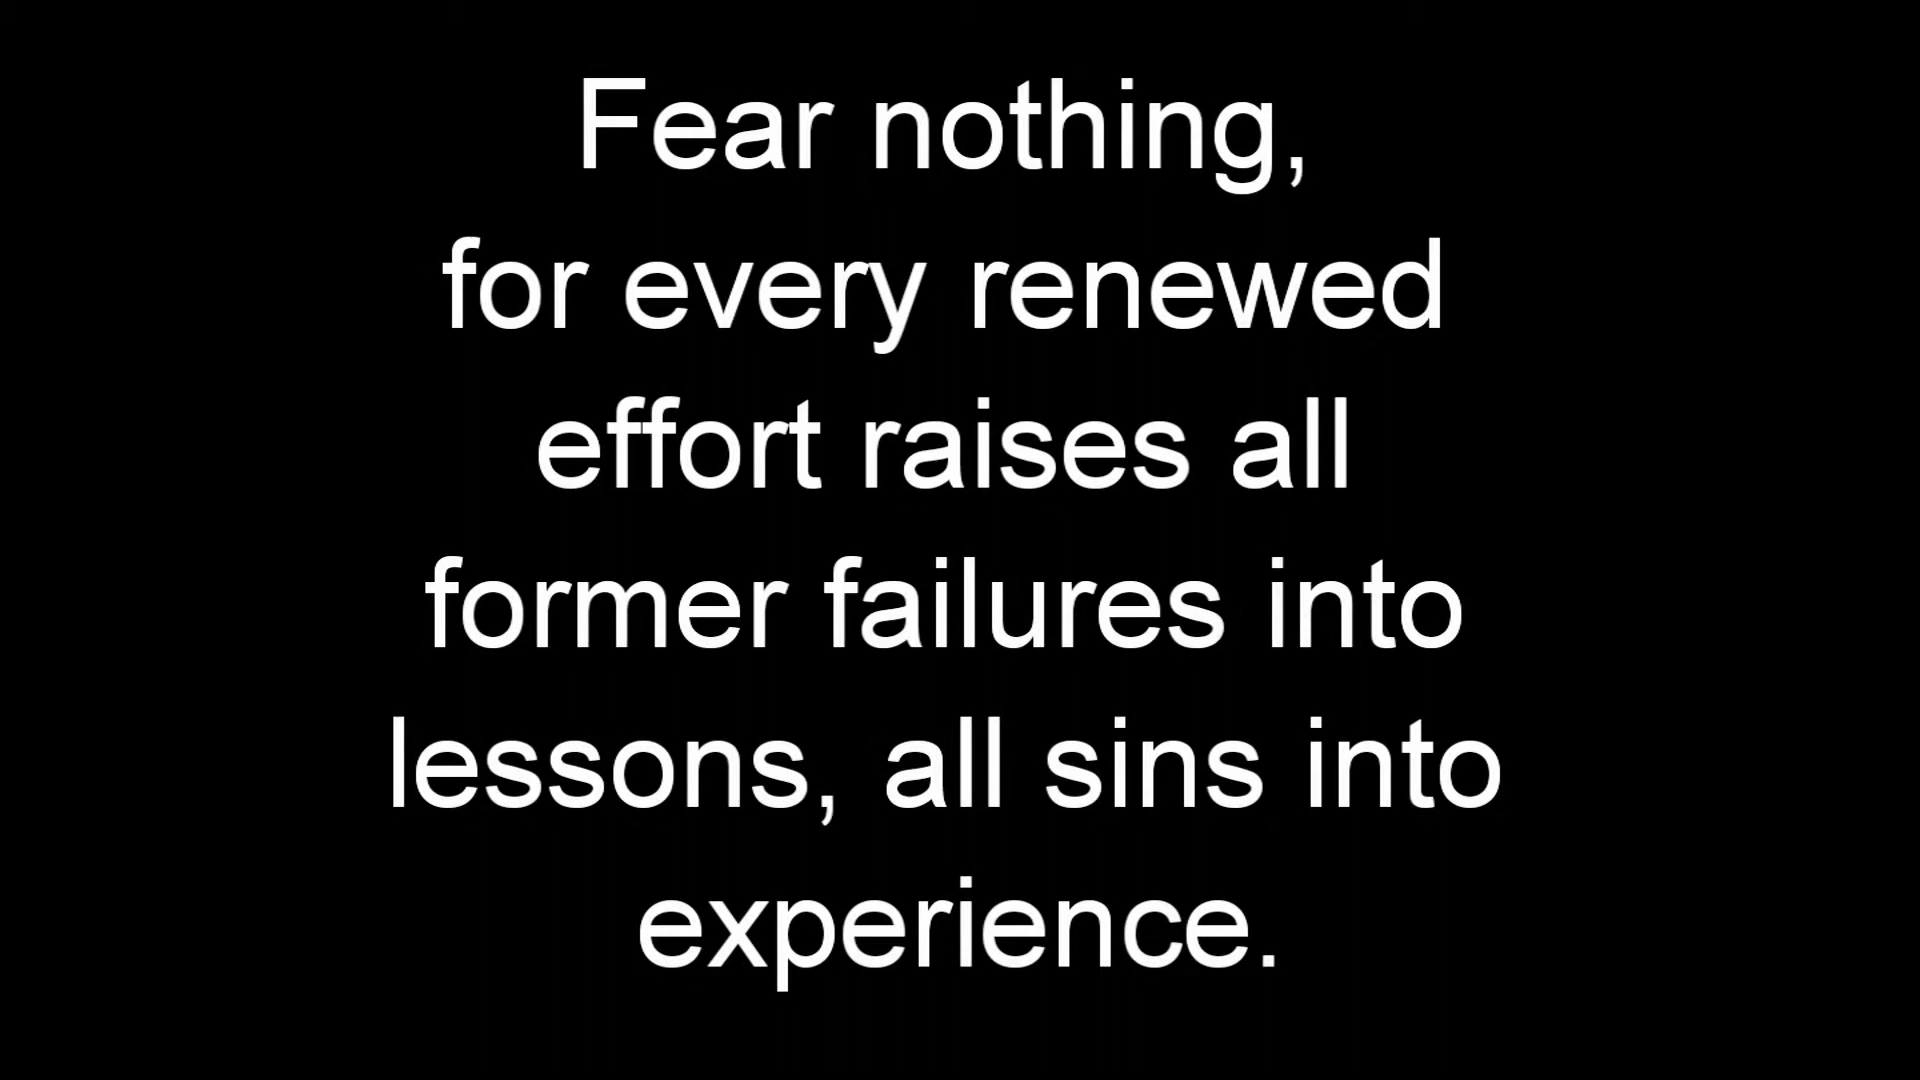 Fear nothing,
for every renewed
effort raises all
former failures into
lessons, all sins into
experience.